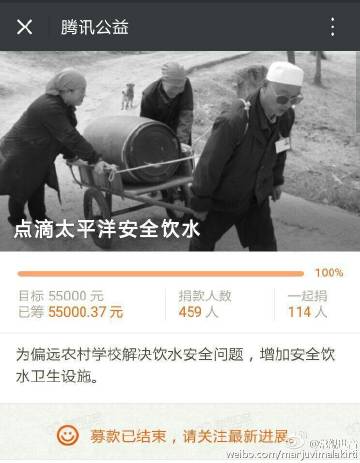 腾讯公益
点滴太平洋安全饮水
100%
目标 55000 元
捐款人数
一起捐
已筹 55000.37 元
459 人
114 人
为偏远农村学校解决饮水安全问题，增加安全饮
水卫生设施。
募款已结束，请关注最新进展。
weibo.com/marjuvimalakirti